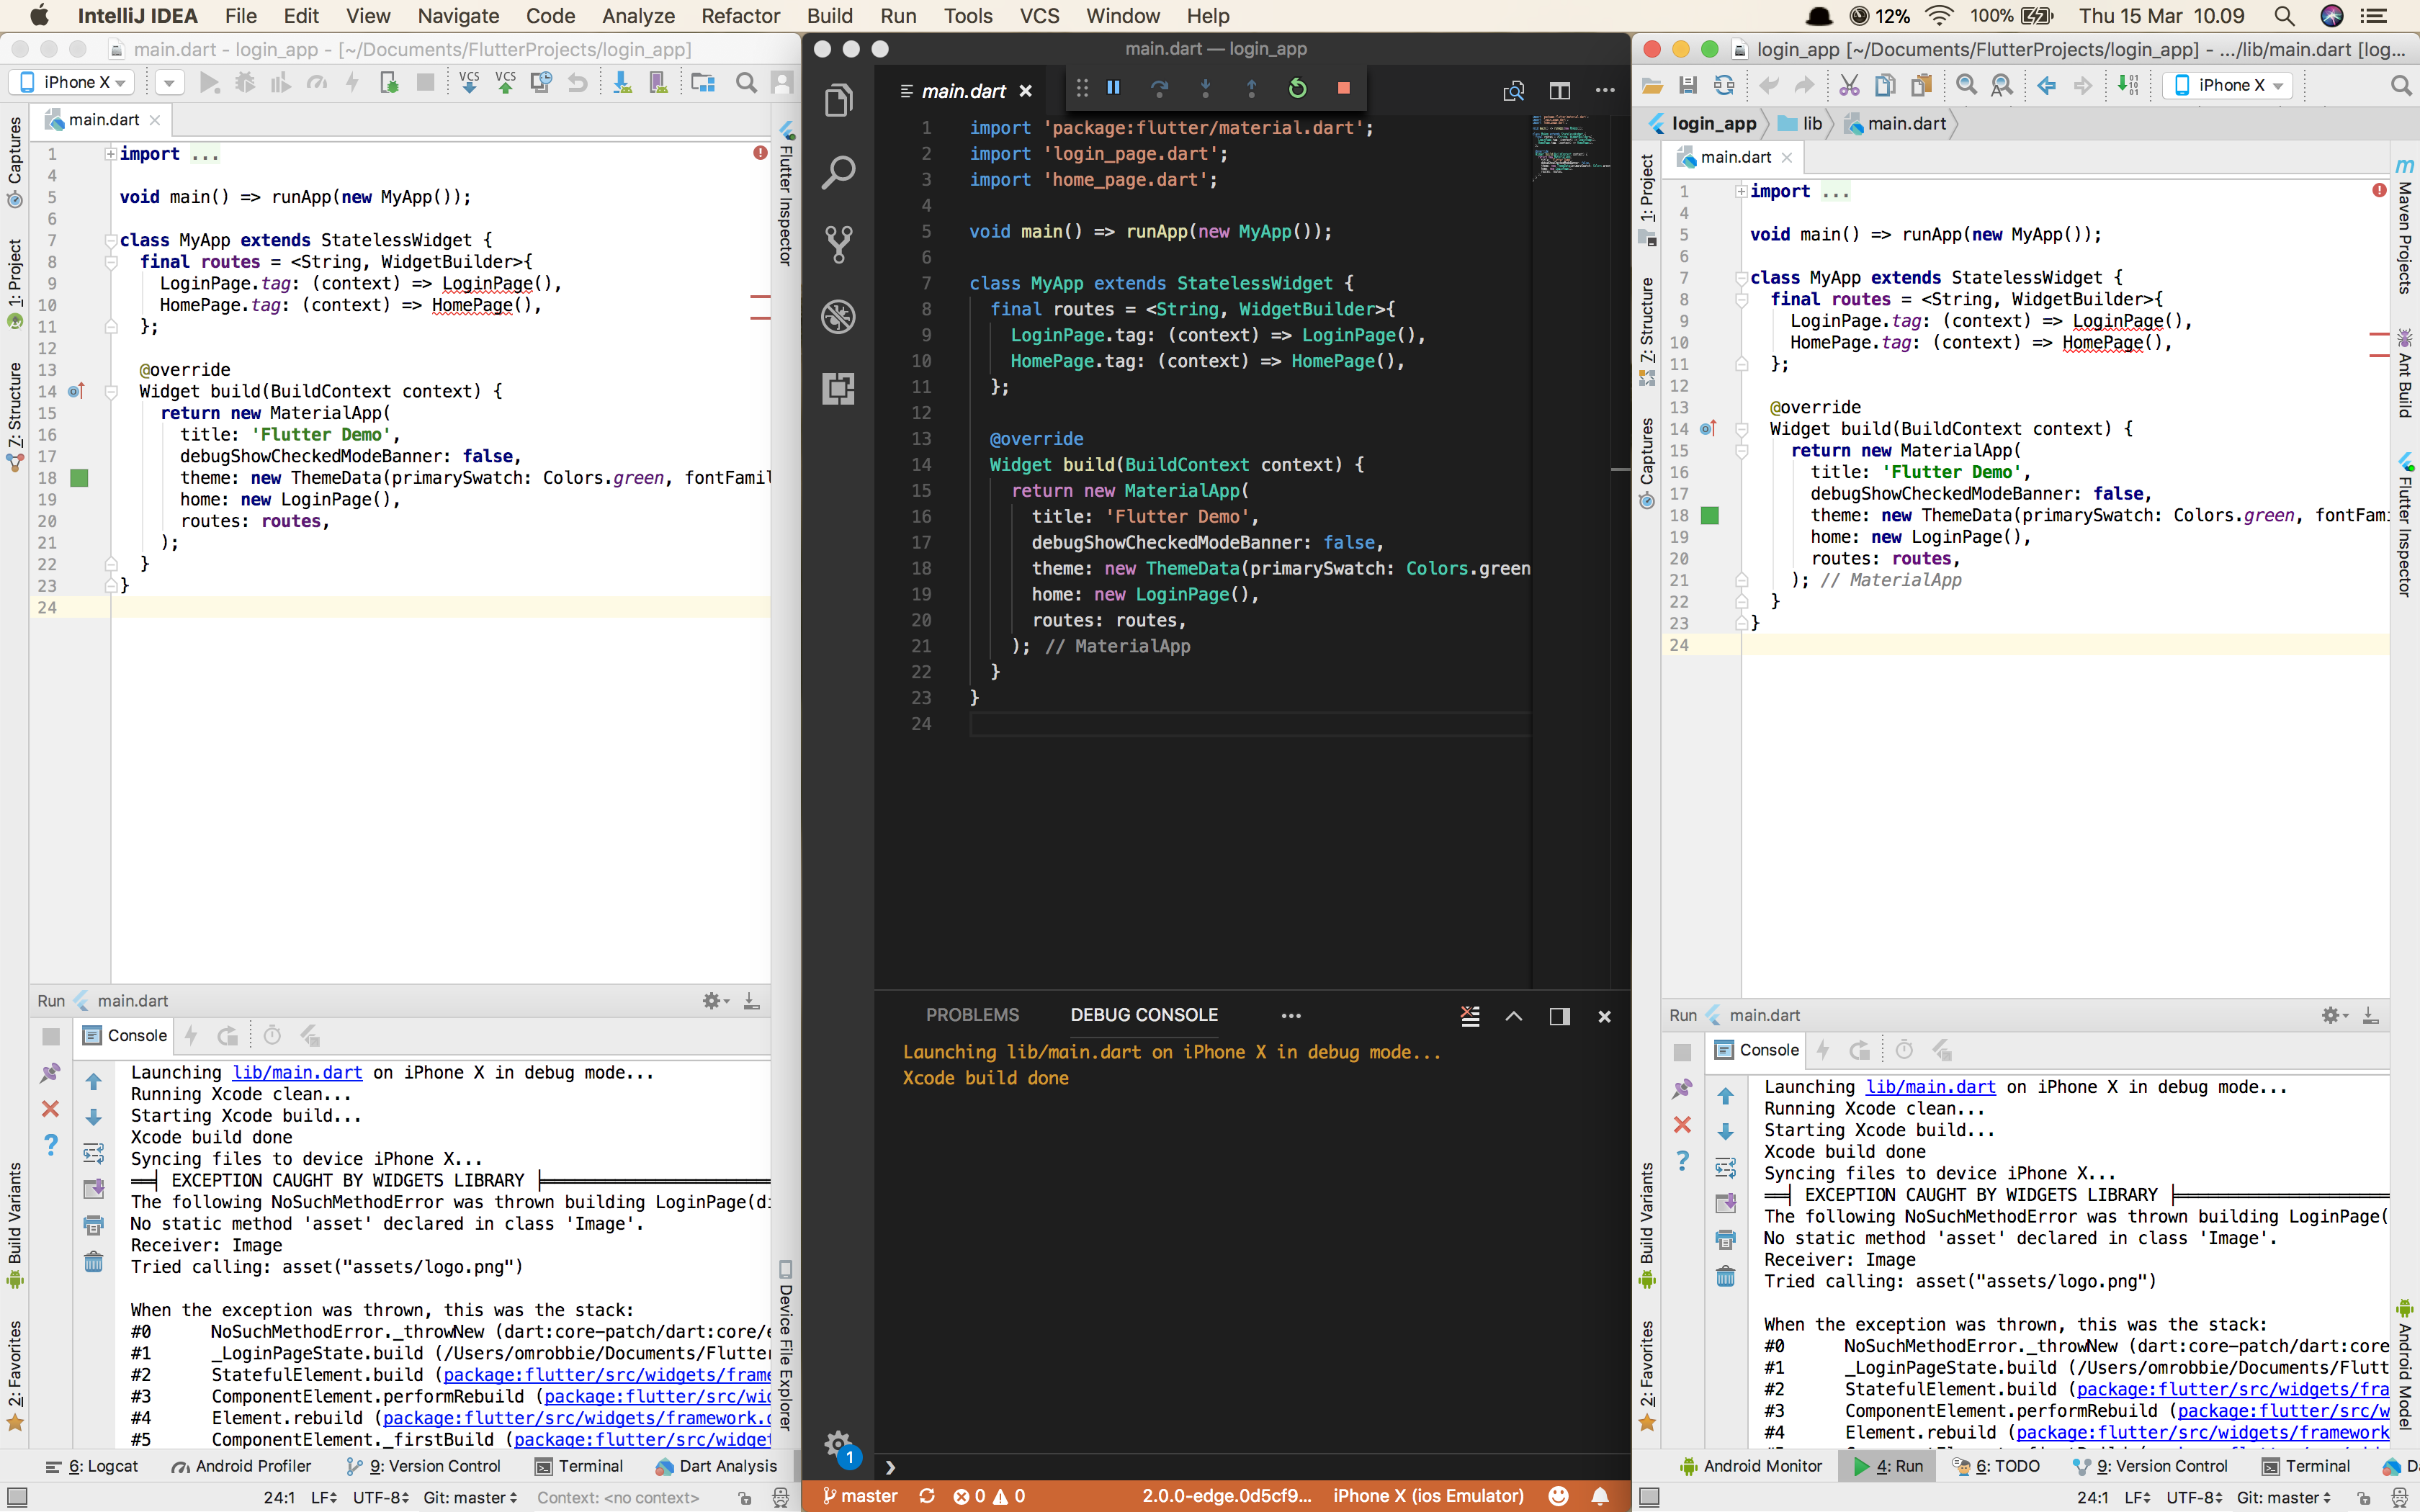 IntelliJ IDEA File Edit View Navigate Code Analyze Refactor Build Run Tools VCS Window Help 12% 100% Thu 15 Mar 10.09
main.dart - login_app - [~/Documents/FlutterProjects/login_app]
iPhone X VCS VCS
main.dart
Captures
1: Project
7: Structure
Build Variants
2: Favorites
Flutter Inspector
Device File Explorer
1 import ...
4
5 void main() => runApp(new MyApp());
6
7 class MyApp extends StatelessWidget {
8 final routes = <String, WidgetBuilder>{
9 LoginPage.tag: (context) => LoginPage(),
10 HomePage.tag: (context) => HomePage(),
11 };
12
13 @override
14 Widget build(BuildContext context) {
15 return new MaterialApp(
16 title: 'Flutter Demo',
17 debugShowCheckedModeBanner: false,
18 theme: new ThemeData(primarySwatch: Colors.green, fontFamil
19 home: new LoginPage(),
20 routes: routes,
21 );
22 }
23 }
24
Run main.dart
Console
Launching lib/main.dart on iPhone X in debug mode...
Running Xcode clean...
Starting Xcode build...
Xcode build done
Syncing files to device iPhone X...
══╡ EXCEPTION CAUGHT BY WIDGETS LIBRARY ╞══════════════════════
The following NoSuchMethodError was thrown building LoginPage(di
No static method 'asset' declared in class 'Image'.
Receiver: Image
Tried calling: asset("assets/logo.png")
When the exception was thrown, this was the stack:
#0 NoSuchMethodError._throwNew (dart:core-patch/dart:core/e
#1 _LoginPageState.build (/Users/omrobbie/Documents/Flutter
#2 StatefulElement.build (package:flutter/src/widgets/frame
#3 ComponentElement.performRebuild (package:flutter/src/wid
#4 Element.rebuild (package:flutter/src/widgets/framework.d
#5 ComponentElement._firstBuild (package:flutter/src/widget
6: Logcat Android Profiler 9: Version Control Terminal Dart Analysis
24:1 LF UTF-8 Git: master Context: <no context>
main.dart — login_app
main.dart
1 import 'package:flutter/material.dart';
2 import 'login_page.dart';
3 import 'home_page.dart';
4
5 void main() => runApp(new MyApp());
6
7 class MyApp extends StatelessWidget {
8 final routes = <String, WidgetBuilder>{
9 LoginPage.tag: (context) => LoginPage(),
10 HomePage.tag: (context) => HomePage(),
11 };
12
13 @override
14 Widget build(BuildContext context) {
15 return new MaterialApp(
16 title: 'Flutter Demo',
17 debugShowCheckedModeBanner: false,
18 theme: new ThemeData(primarySwatch: Colors.green
19 home: new LoginPage(),
20 routes: routes,
21 ); // MaterialApp
22 }
23 }
24
PROBLEMS DEBUG CONSOLE ...
Launching lib/main.dart on iPhone X in debug mode...
Xcode build done
1
master 0 0 2.0.0-edge.0d5cf9... iPhone X (ios Emulator)
login_app [~/Documents/FlutterProjects/login_app] - .../lib/main.dart [log...
iPhone X
login_app lib main.dart
main.dart
1: Project
7: Structure
Captures
Build Variants
2: Favorites
Maven Projects
Ant Build
Flutter Inspector
Android Model
1 import ...
4
5 void main() => runApp(new MyApp());
6
7 class MyApp extends StatelessWidget {
8 final routes = <String, WidgetBuilder>{
9 LoginPage.tag: (context) => LoginPage(),
10 HomePage.tag: (context) => HomePage(),
11 };
12
13 @override
14 Widget build(BuildContext context) {
15 return new MaterialApp(
16 title: 'Flutter Demo',
17 debugShowCheckedModeBanner: false,
18 theme: new ThemeData(primarySwatch: Colors.green, fontFami
19 home: new LoginPage(),
20 routes: routes,
21 ); // MaterialApp
22 }
23 }
24
Run main.dart
Console
Launching lib/main.dart on iPhone X in debug mode...
Running Xcode clean...
Starting Xcode build...
Xcode build done
Syncing files to device iPhone X...
══╡ EXCEPTION CAUGHT BY WIDGETS LIBRARY ╞══════════════════════
The following NoSuchMethodError was thrown building LoginPage(
No static method 'asset' declared in class 'Image'.
Receiver: Image
Tried calling: asset("assets/logo.png")
When the exception was thrown, this was the stack:
#0 NoSuchMethodError._throwNew (dart:core-patch/dart:core
#1 _LoginPageState.build (/Users/omrobbie/Documents/Flutt
#2 StatefulElement.build (package:flutter/src/widgets/fra
#3 ComponentElement.performRebuild (package:flutter/src/w
#4 Element.rebuild (package:flutter/src/widgets/framework
Android Monitor 4: Run 6: TODO 9: Version Control Terminal D
24:1 LF UTF-8 Git: master